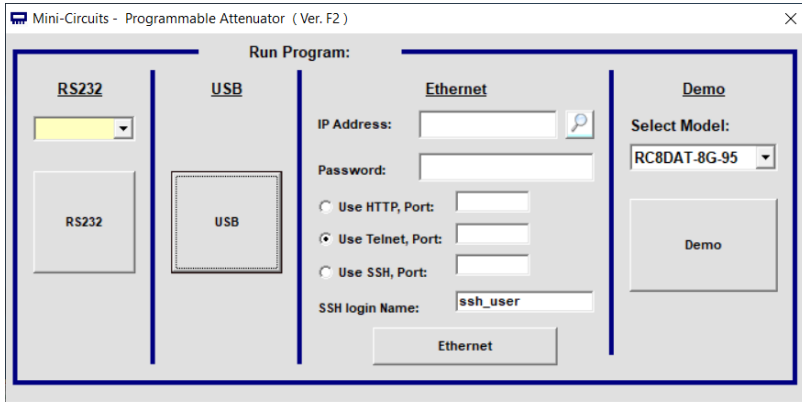 Mini-Circuits -  Programmable Attenuator  ( Ver. F2 )
Run Program:
RS232
RS232
USB
USB
Ethernet
IP Address:
Password:
Use HTTP, Port:
Use Telnet, Port:
Use SSH, Port:
SSH login Name: ssh_user
Ethernet
Demo
Select Model:
RC8DAT-8G-95
Demo